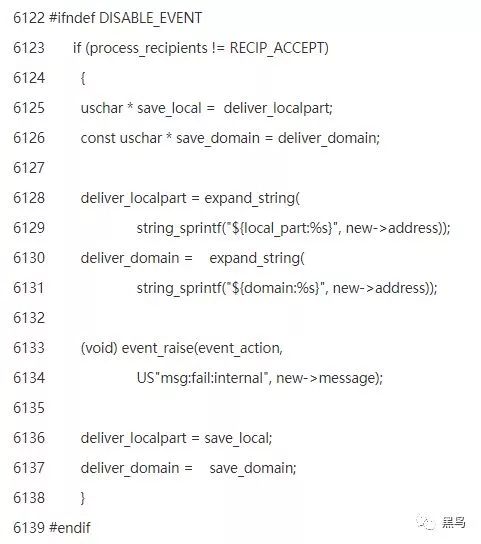 6122 #ifndef DISABLE_EVENT
6123 if (process_recipients != RECIP_ACCEPT)
6124 {
6125 uschar * save_local = deliver_localpart;
6126 const uschar * save_domain = deliver_domain;
6127
6128 deliver_localpart = expand_string(
6129 string_sprintf("${local_part:%s}", new->address));
6130 deliver_domain = expand_string(
6131 string_sprintf("${domain:%s}", new->address));
6132
6133 (void) event_raise(event_action,
6134 US"msg:fail:internal", new->message);
6135
6136 deliver_localpart = save_local;
6137 deliver_domain = save_domain;
6138 }
6139 #endif
黑鸟